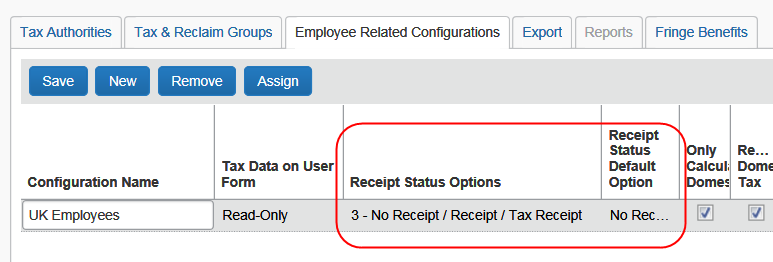 Tax Authorities Tax & Reclaim Groups Employee Related Configurations Export Reports Fringe Benefits
Save New Remove Assign
Configuration Name
Tax Data on User
Form
Receipt Status Options
Receipt
Status
Default
Option
Only
Calcula
Domes
Re…
Dome
Tax
UK Employees Read-Only 3 - No Receipt / Receipt / Tax Receipt No Rec…